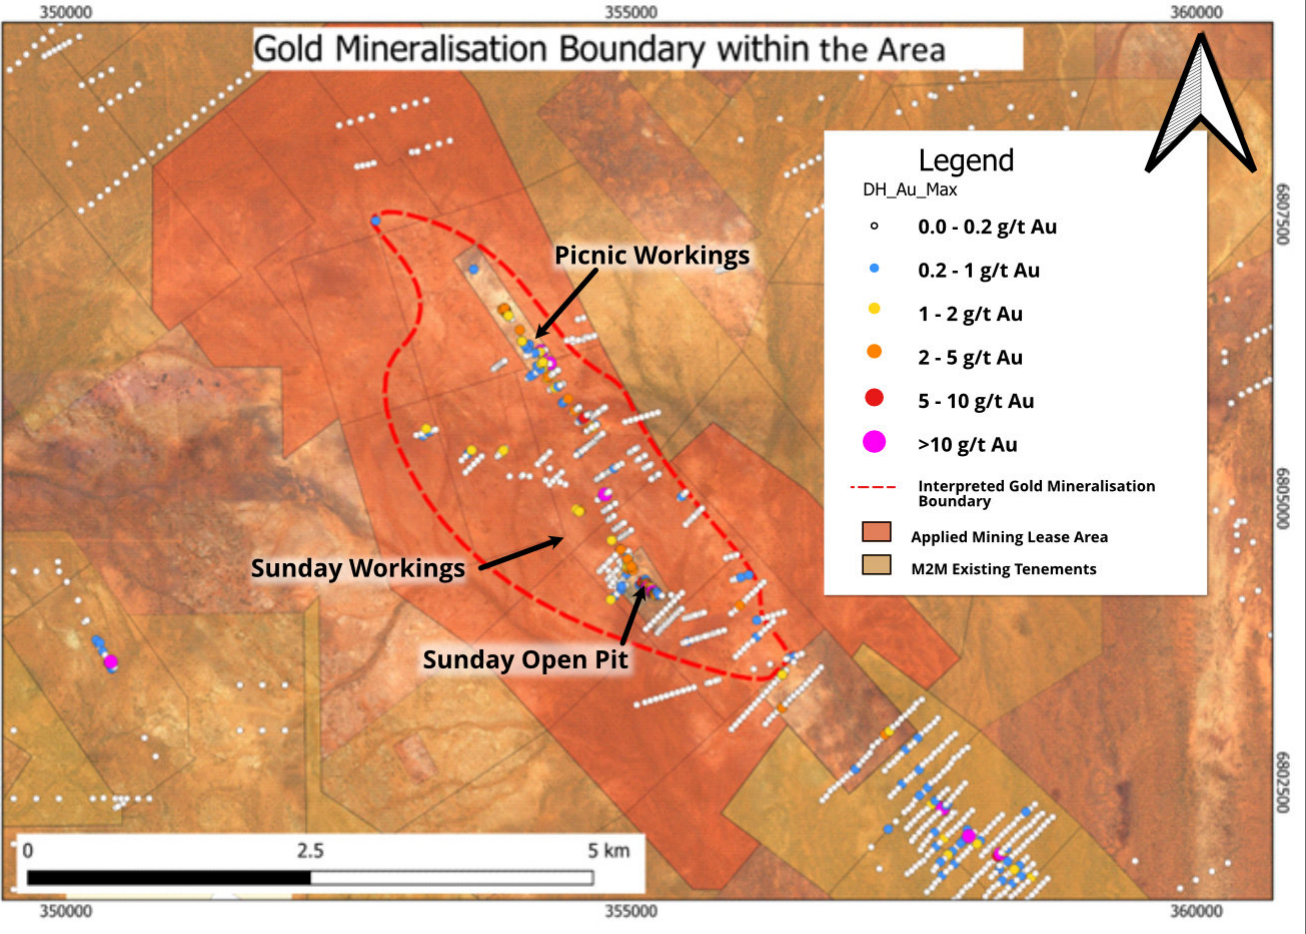 350000
355000
360000
Gold Mineralisation Boundary within the Area
Legend
DH_Au_Max
0.0 - 0.2 g/t Au
0.2 - 1 g/t Au
1 - 2 g/t Au
2 - 5 g/t Au
5 - 10 g/t Au
>10 g/t Au
Interpreted Gold Mineralisation
Boundary
Applied Mining Lease Area
M2M Existing Tenements
6807500
6805000
6802500
Picnic Workings
Sunday Workings
Sunday Open Pit
0
2.5
5 km
350000
355000
360000